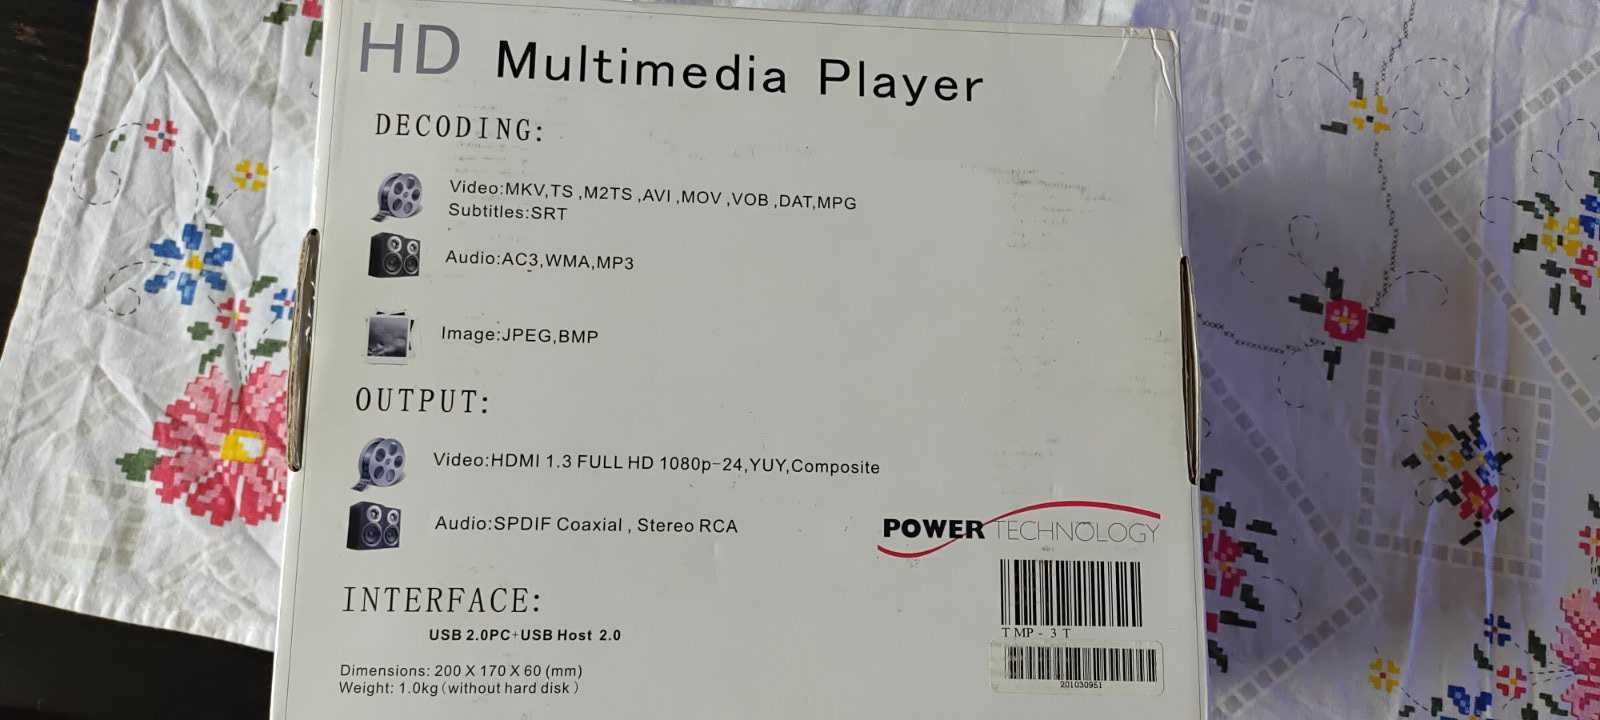 HD Multimedia Player
DECODING:
Video:MKV,TS ,M2TS ,AVI ,MOV ,VOB ,DAT,MPG
Subtitles:SRT
Audio:AC3,WMA,MP3
Image:JPEG,BMP
OUTPUT:
Video:HDMI 1.3 FULL HD 1080p-24,YUY,Composite
Audio:SPDIF Coaxial , Stereo RCA
POWER TECHNOLOGY
INTERFACE:
USB 2.0PC+USB Host 2.0
TMP - 3 T
Dimensions: 200 X 170 X 60 (mm)
Weight: 1.0kg (without hard disk )
201030951